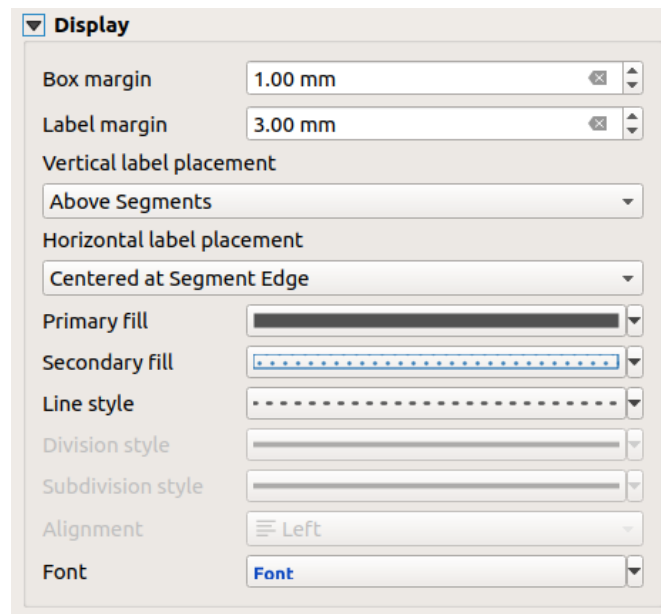 Display
Box margin 1.00 mm
Label margin 3.00 mm
Vertical label placement
Above Segments
Horizontal label placement
Centered at Segment Edge
Primary fill
Secondary fill
Line style
Division style
Subdivision style
Alignment Left
Font Font